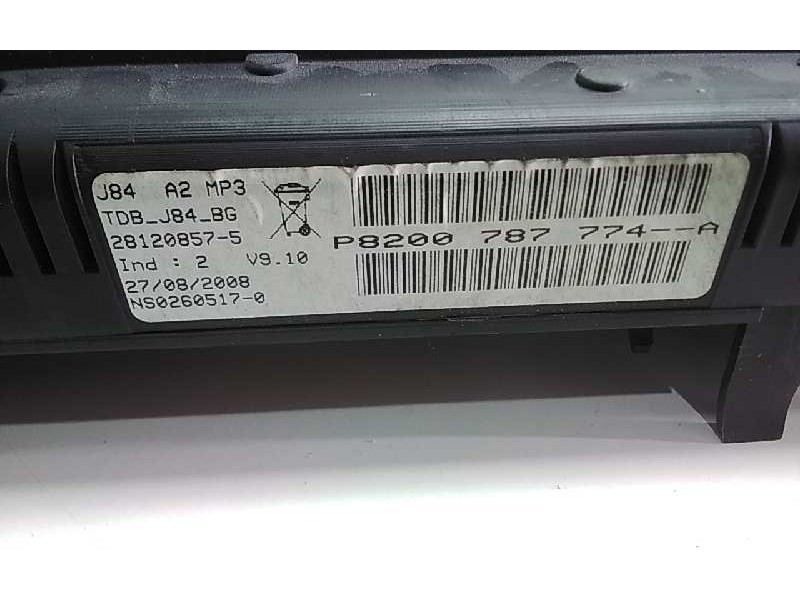 J84 A2 MP3
TDB_J84_BG
28120857-5
Ind : 2 V9.10
27/08/2008
NS0260517-0
P8200 787 774--A